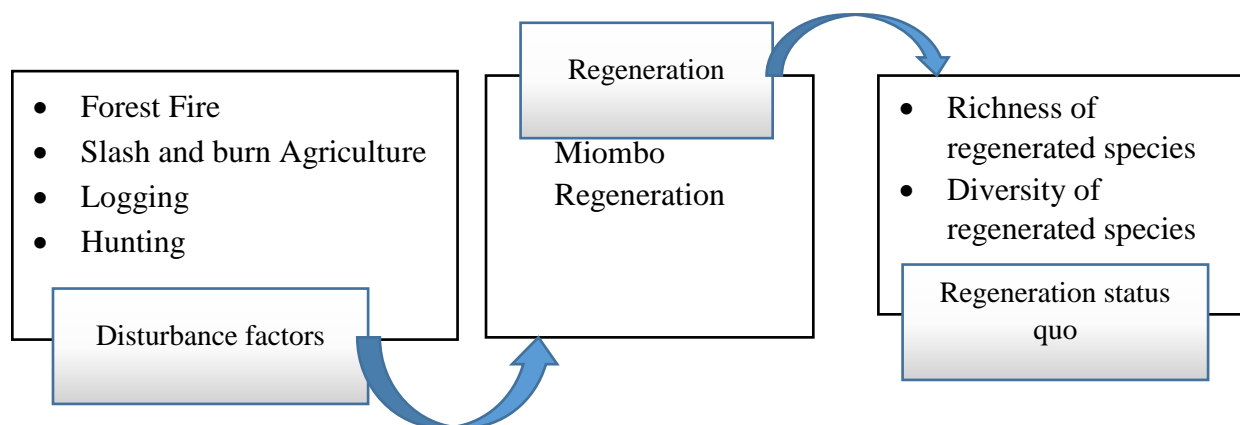 • Forest Fire
• Slash and burn Agriculture
• Logging
• Hunting
Disturbance factors
Regeneration
Miombo
Regeneration
• Richness of
regenerated species
• Diversity of
regenerated species
Regeneration status
quo